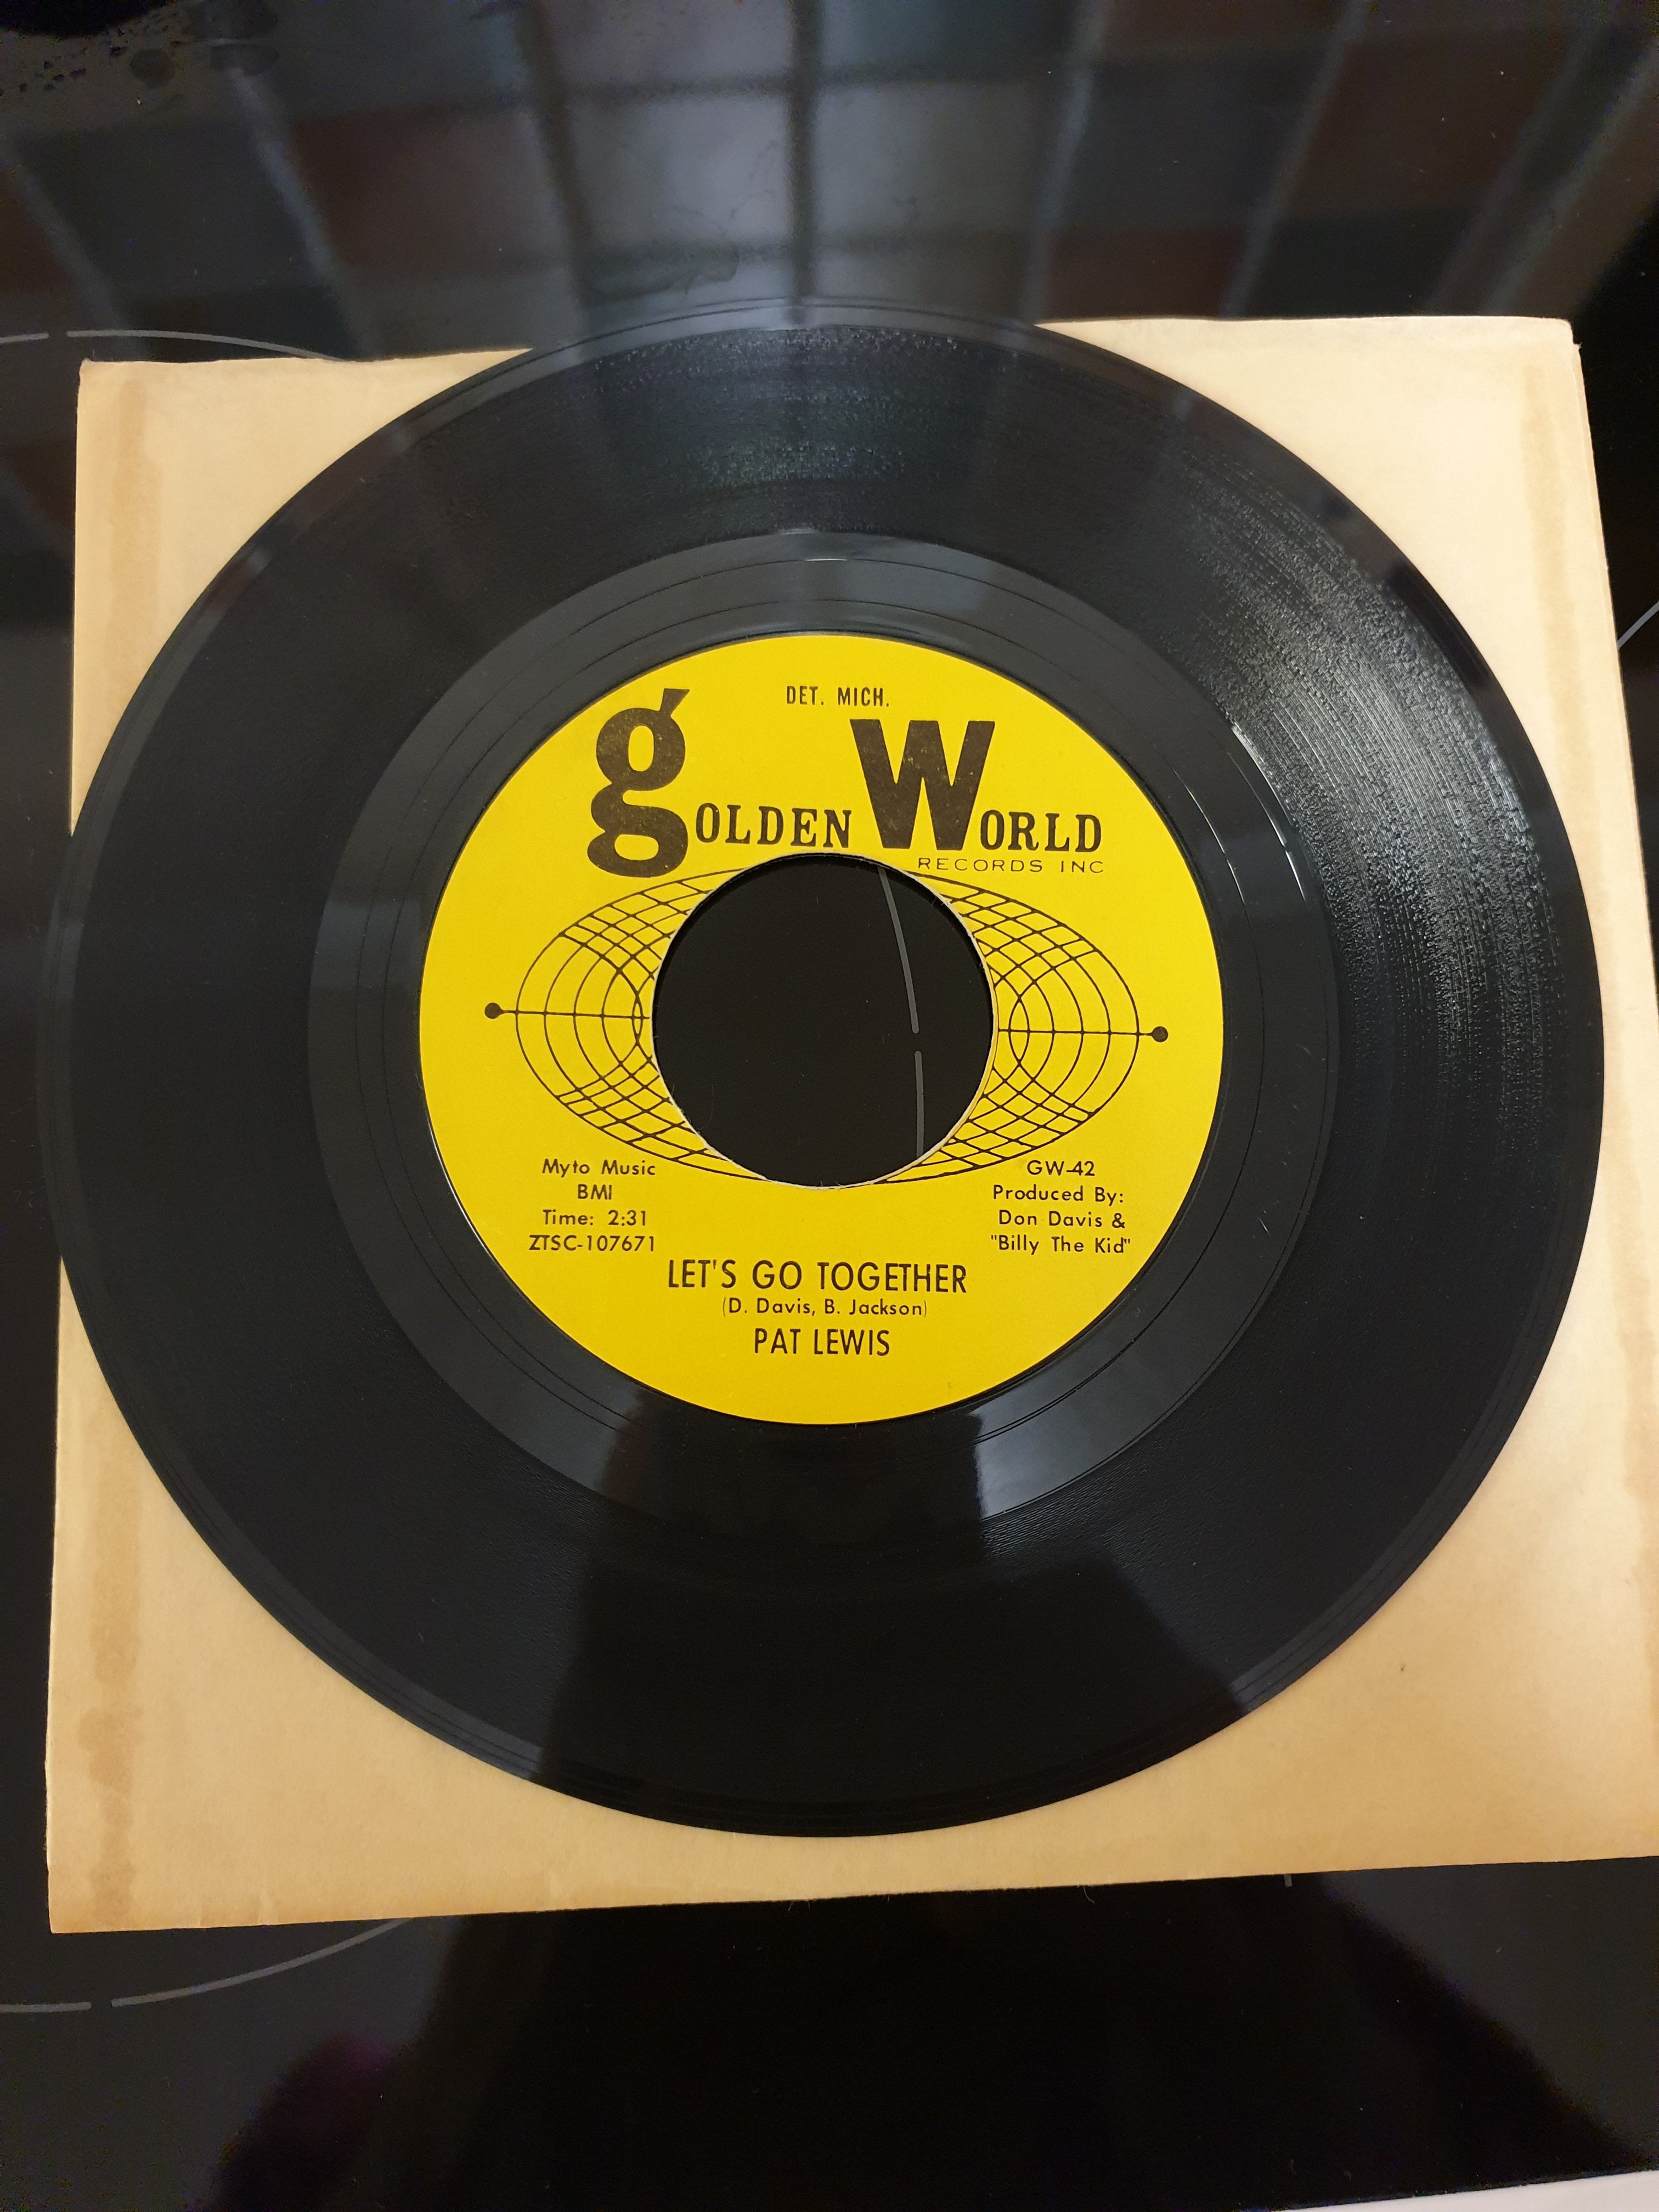 DET. MICH.
gOLDEN WORLD
RECORDS INC
Myto Music
BMI
Time: 2:31
ZTSC-107671
GW-42
Produced By:
Don Davis &
"Billy The Kid"
LET'S GO TOGETHER
(D. Davis, B. Jackson)
PAT LEWIS